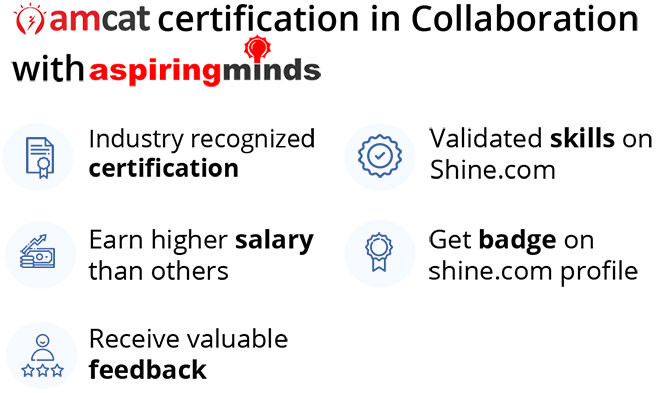 amcat certification in Collaboration
with aspiringminds
Industry recognized
certification
Validated skills on
Shine.com
Earn higher salary
than others
Get badge on
shine.com profile
Receive valuable
feedback